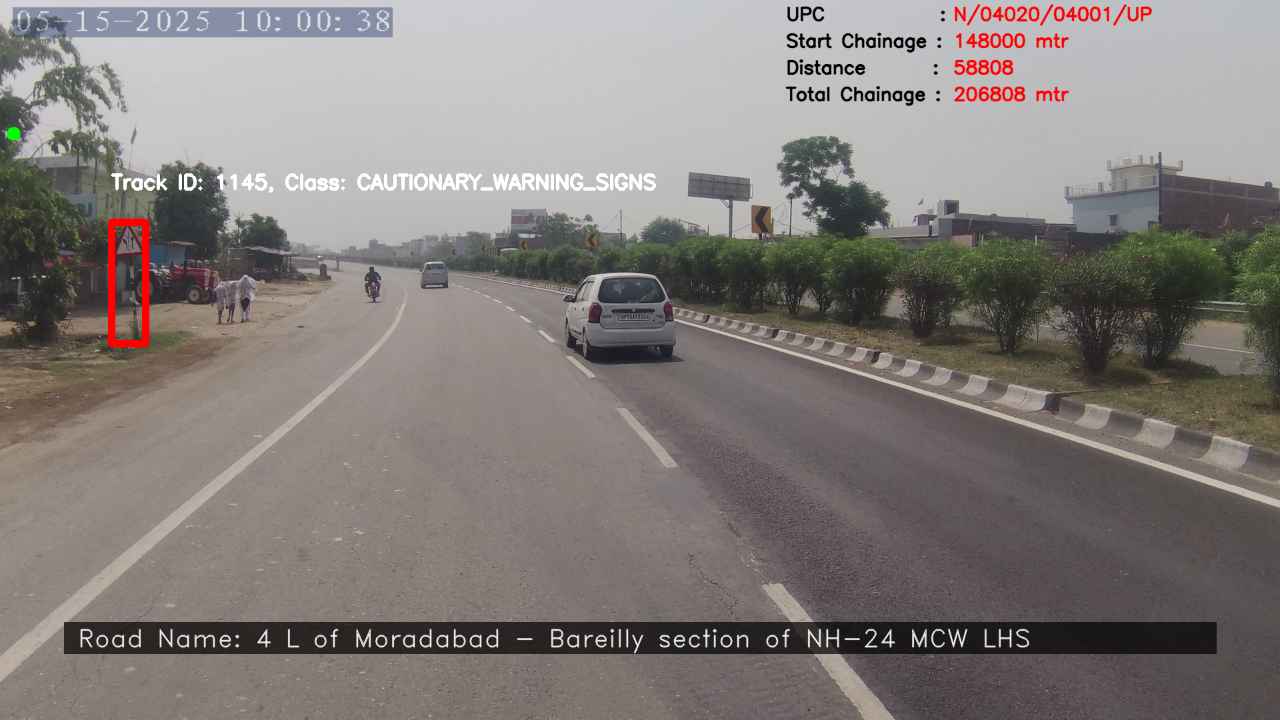 05-15-2025 10:00:38
UPC : N/04020/04001/UP
Start Chainage : 148000 mtr
Distance : 58808
Total Chainage : 206808 mtr
Track ID: 1145, Class: CAUTIONARY_WARNING_SIGNS
Road Name: 4 L of Moradabad - Bareilly section of NH-24 MCW LHS